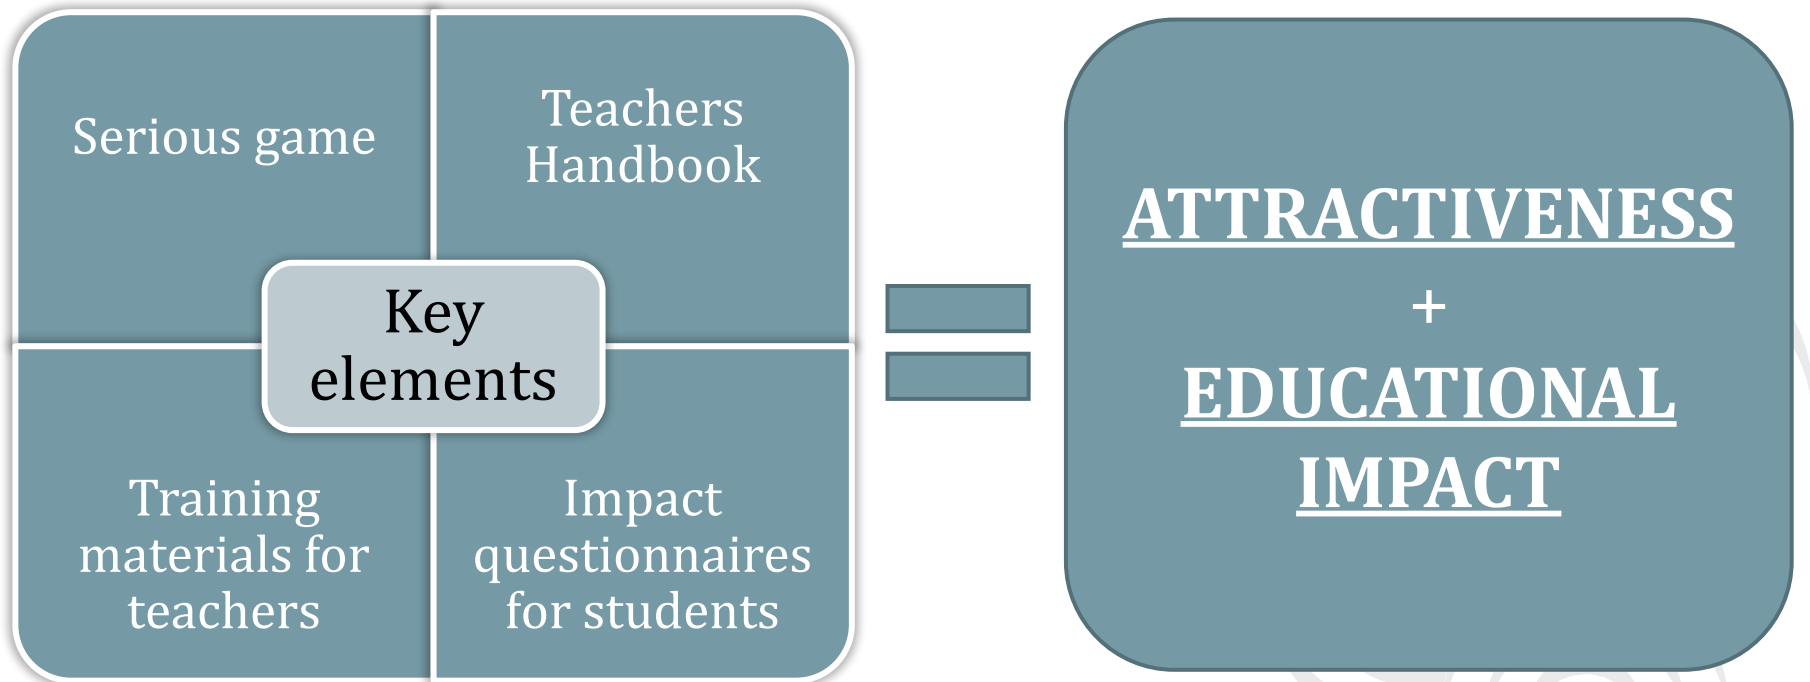 Serious game
Teachers
Handbook
Key
elements
Training
materials for
teachers
Impact
questionnaires
for students
ATTRACTIVENESS
+
EDUCATIONAL
IMPACT